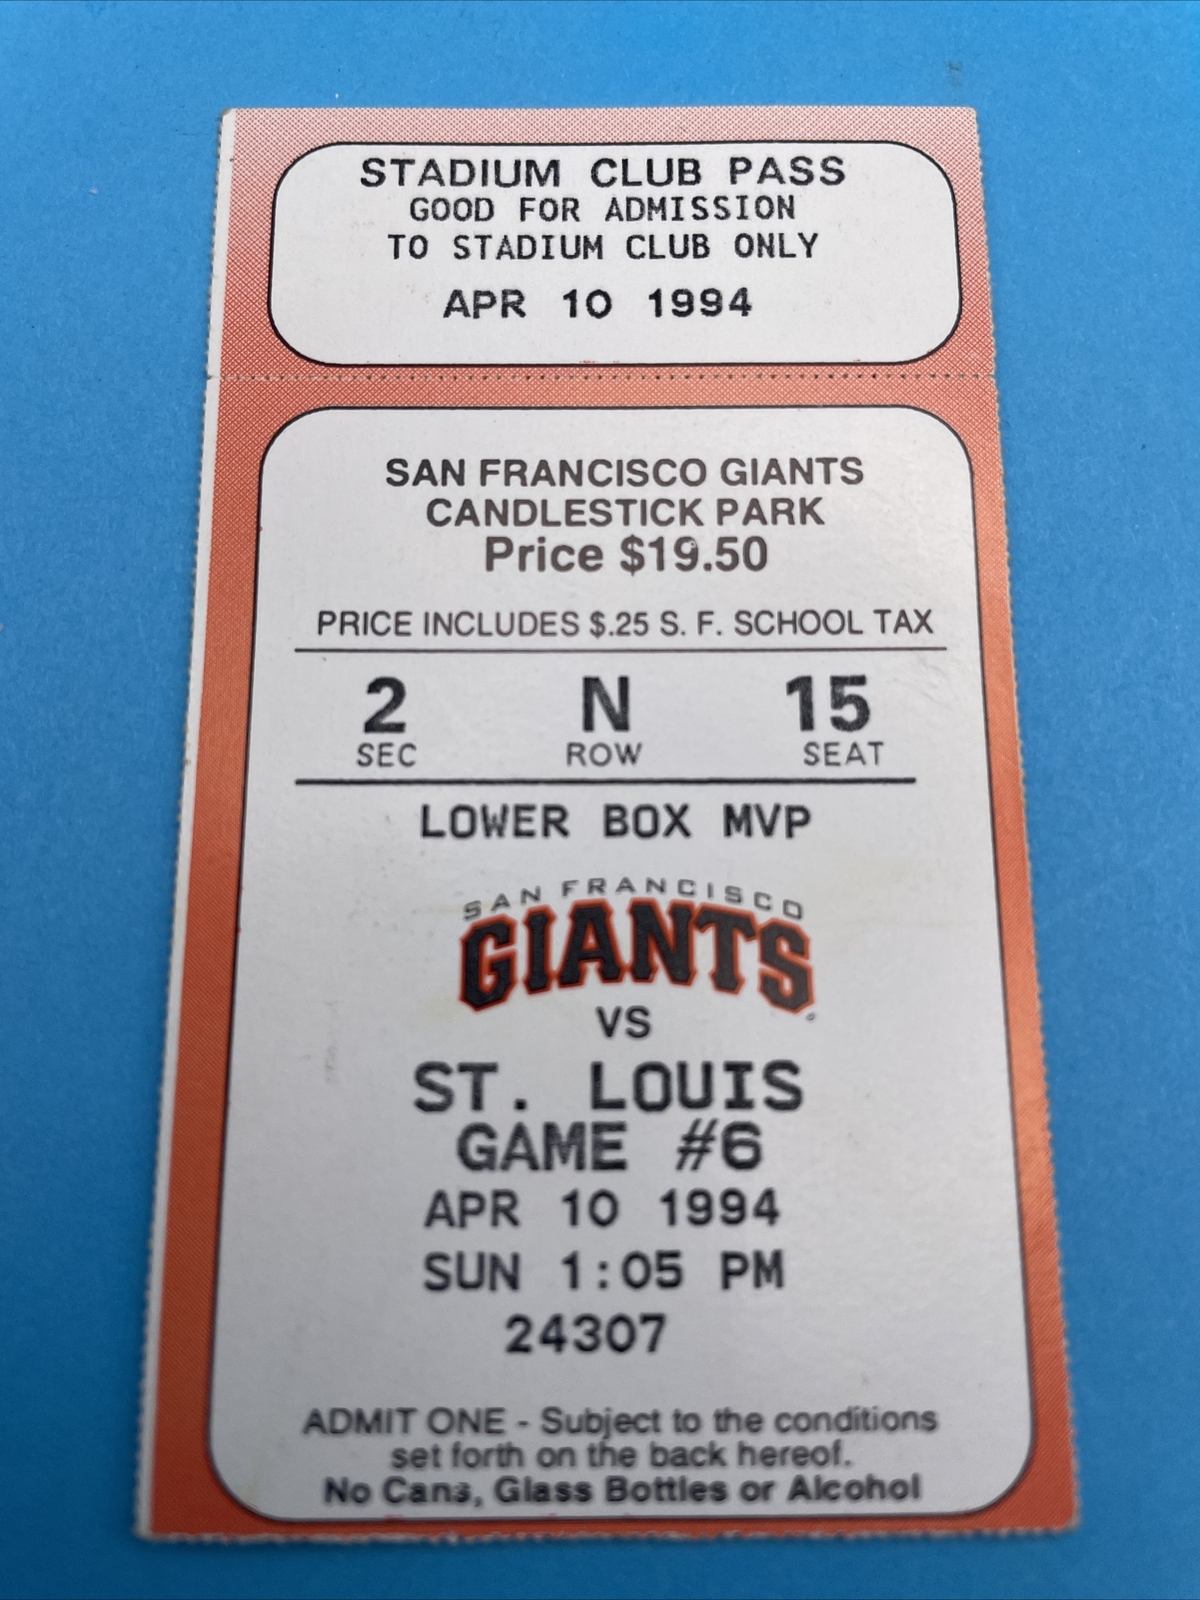 STADIUM CLUB PASS
GOOD FOR ADMISSION
TO STADIUM CLUB ONLY
APR 10 1994
SAN FRANCISCO GIANTS
CANDLESTICK PARK
Price $19.50
PRICE INCLUDES $.25 S. F. SCHOOL TAX
2 N 15
SEC ROW SEAT
LOWER BOX MVP
SAN FRANCISCO
GIANTS
VS
ST. LOUIS
GAME #6
APR 10 1994
SUN 1:05 PM
24307
ADMIT ONE - Subject to the conditions
set forth on the back hereof.
No Cans, Glass Bottles or Alcohol